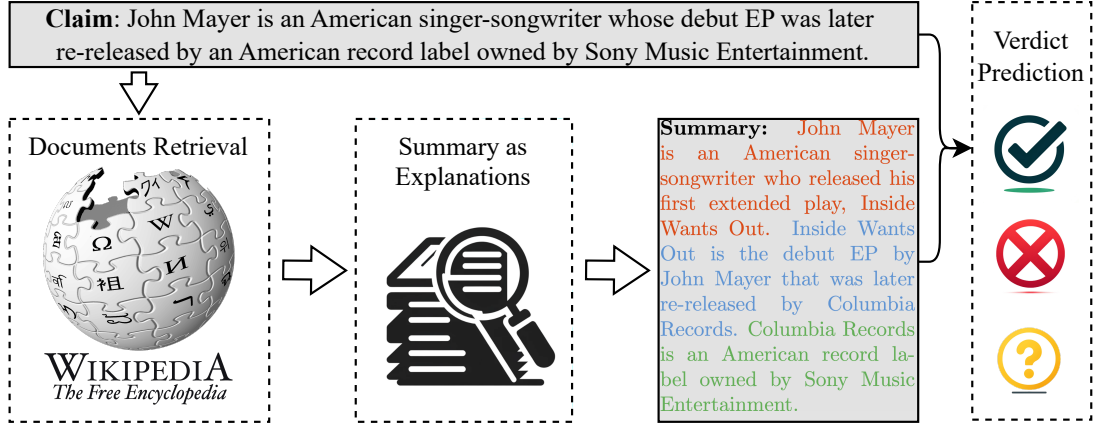 Claim: John Mayer is an American singer-songwriter whose debut EP was later
re-released by an American record label owned by Sony Music Entertainment.
Verdict
Prediction
Documents Retrieval
Summary as
Explanations
Summary: John Mayer
is an American singer-
songwriter who released his
first extended play, Inside
Wants Out. Inside Wants
Out is the debut EP by
John Mayer that was later
re-released by Columbia
Records. Columbia Records
is an American record la-
bel owned by Sony Music
Entertainment.
Ω
W
И
祖
WIKIPEDIA
The Free Encyclopedia
?